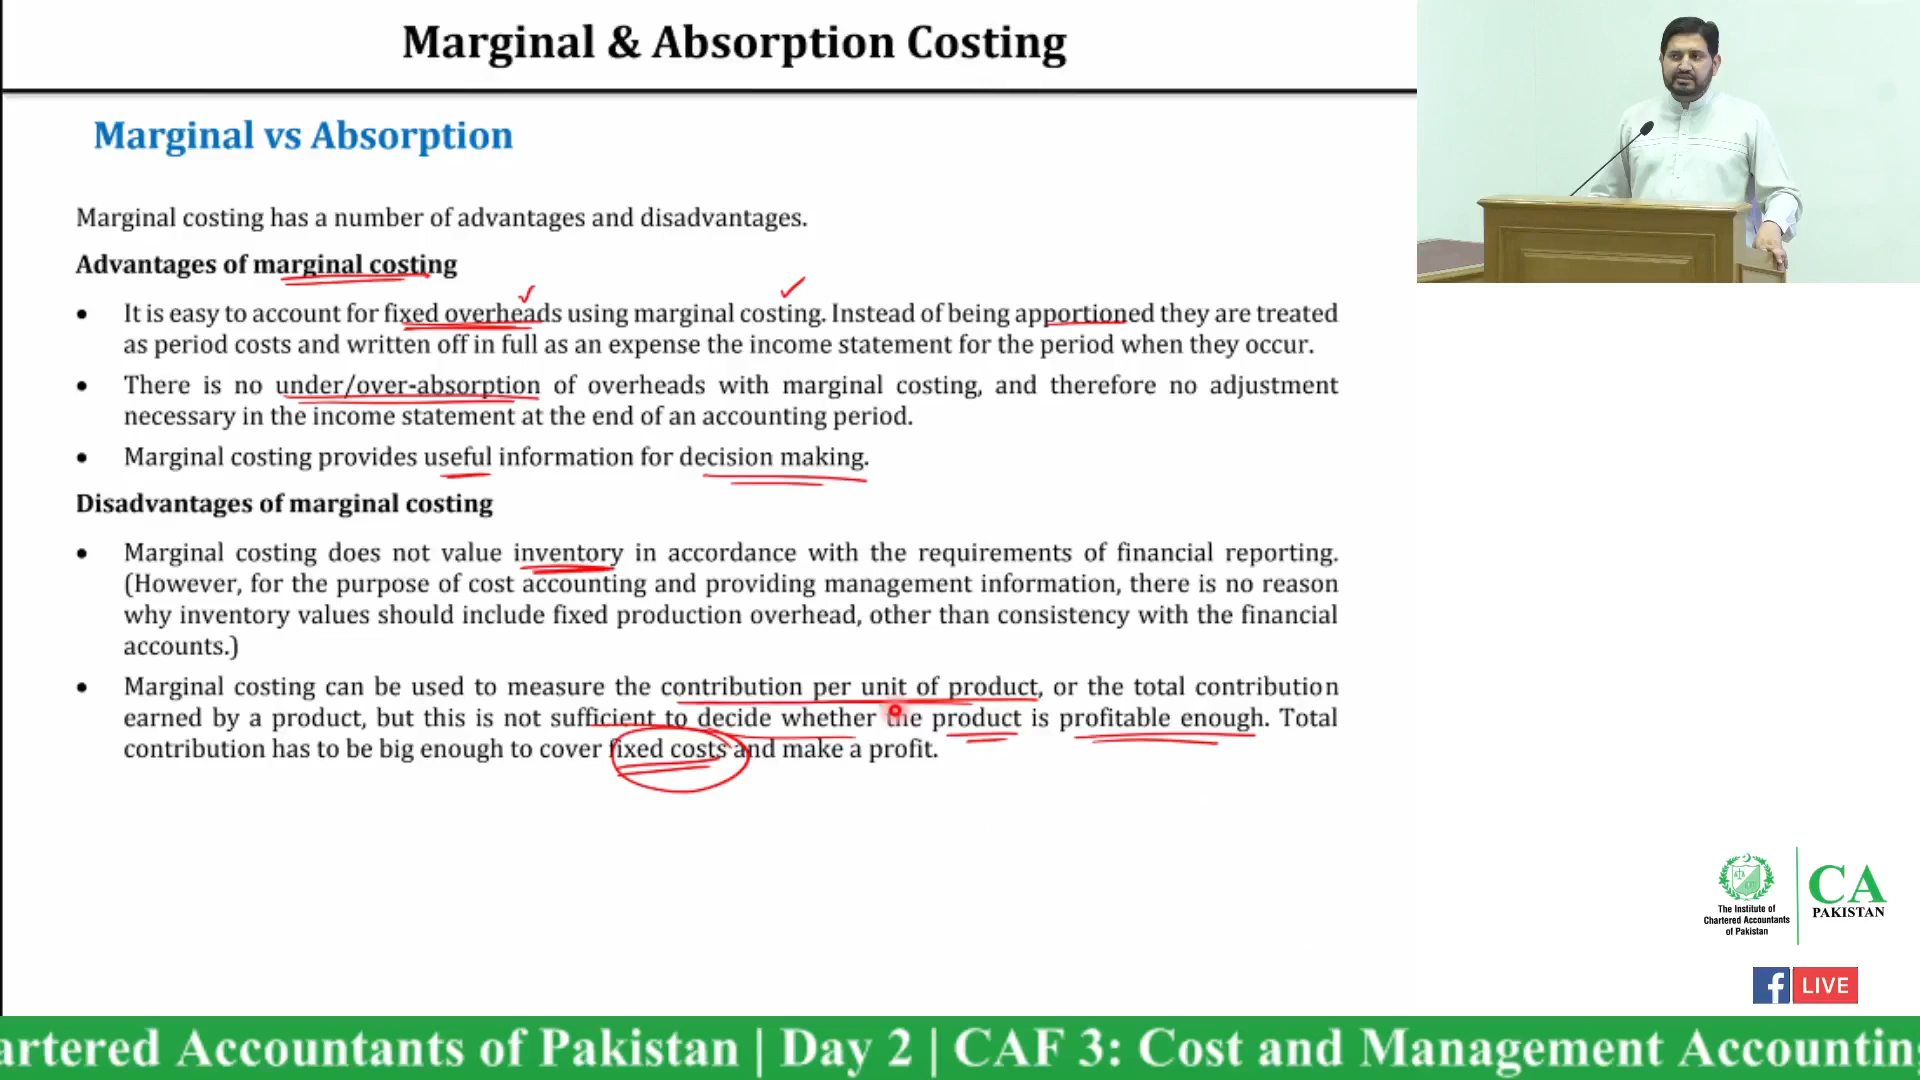 Marginal & Absorption Costing
Marginal vs Absorption
Marginal costing has a number of advantages and disadvantages.
Advantages of marginal costing
• It is easy to account for fixed overheads using marginal costing. Instead of being apportioned they are treated
as period costs and written off in full as an expense the income statement for the period when they occur.
• There is no under/over-absorption of overheads with marginal costing, and therefore no adjustment
necessary in the income statement at the end of an accounting period.
• Marginal costing provides useful information for decision making.
Disadvantages of marginal costing
• Marginal costing does not value inventory in accordance with the requirements of financial reporting.
(However, for the purpose of cost accounting and providing management information, there is no reason
why inventory values should include fixed production overhead, other than consistency with the financial
accounts.)
• Marginal costing can be used to measure the contribution per unit of product, or the total contribution
earned by a product, but this is not sufficient to decide whether the product is profitable enough. Total
contribution has to be big enough to cover fixed costs and make a profit.
The Institute of
Chartered Accountants
of Pakistan
CA
PAKISTAN
f LIVE
artered Accountants of Pakistan | Day 2 | CAF 3: Cost and Management Accountin